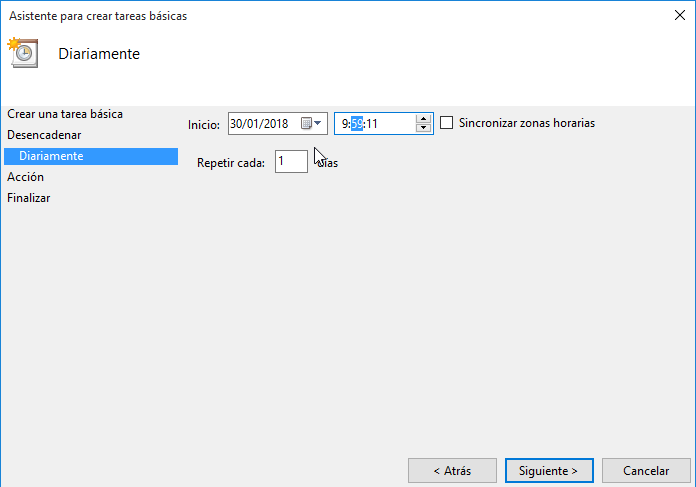 Asistente para crear tareas básicas
Diariamente
Crear una tarea básica
Desencadenar
Diariamente
Acción
Finalizar
Inicio: 30/01/2018 9:59:11 Sincronizar zonas horarias
Repetir cada: 1 días
< Atrás Siguiente > Cancelar